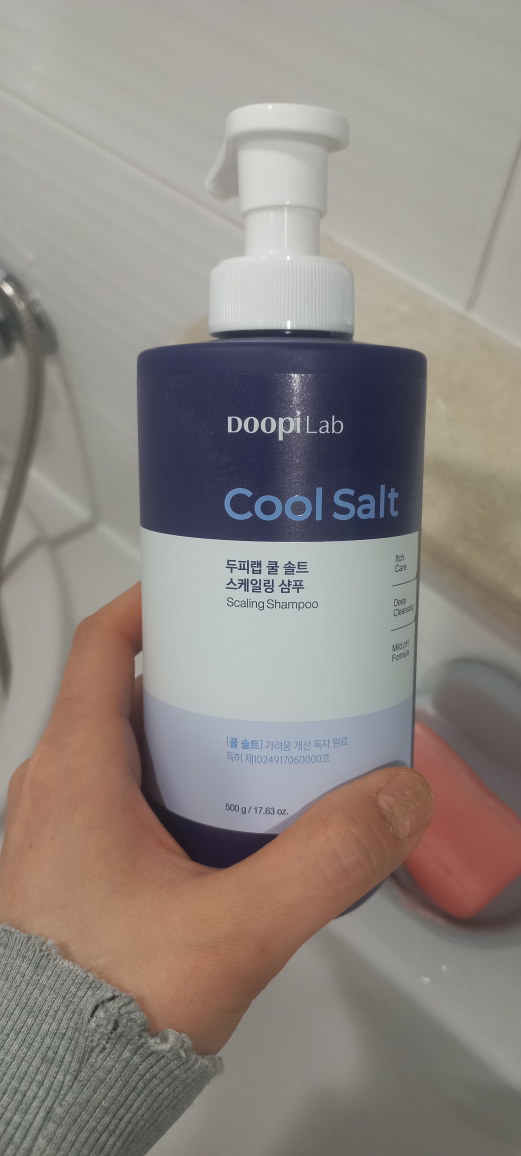 DOOPi Lab
Cool Salt
두피랩 쿨 솔트
스케일링 샴푸
Scaling Shampoo
Itch
Care
Deep
Cleansing
Mild pH
Formula
[쿨 솔트] 가려움 개선 독자 원료
특허 제1024917060000호
500 g / 17.63 oz.